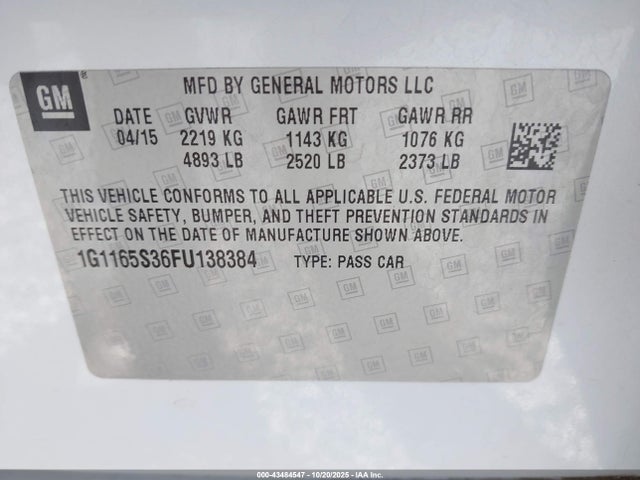 GM ®
MFD BY GENERAL MOTORS LLC
DATE GVWR GAWR FRT GAWR RR
04/15 2219 KG 1143 KG 1076 KG
4893 LB 2520 LB 2373 LB
THIS VEHICLE CONFORMS TO ALL APPLICABLE U.S. FEDERAL MOTOR
VEHICLE SAFETY, BUMPER, AND THEFT PREVENTION STANDARDS IN
EFFECT ON THE DATE OF MANUFACTURE SHOWN ABOVE.
1G1165S36FU138384 TYPE: PASS CAR
000-43484547 | 10/20/2025 | IAA, Inc.